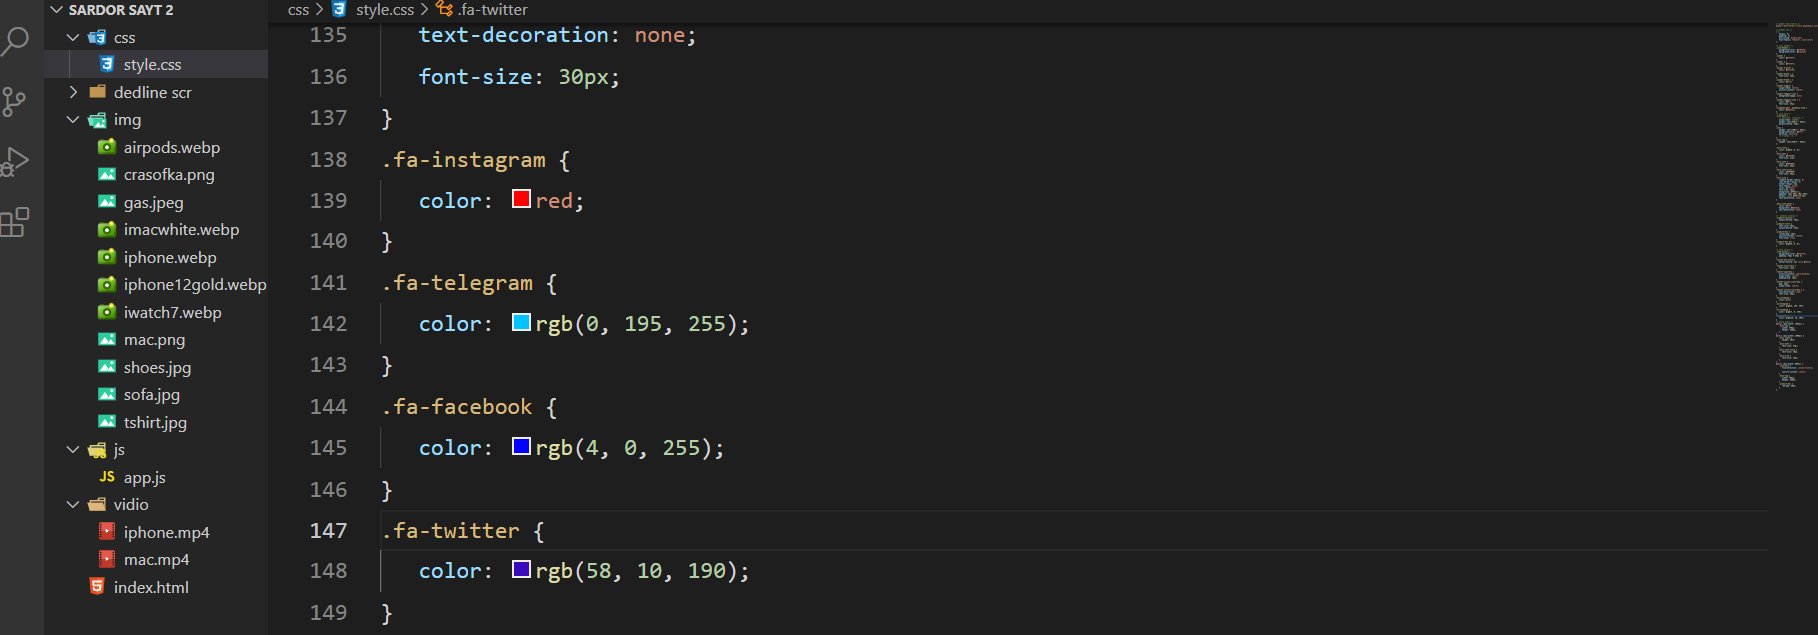 SARDOR SAYT 2
css
style.css
dedline scr
img
airpods.webp
crasofka.png
gas.jpeg
imacwhite.webp
iphone.webp
iphone12gold.webp
iwatch7.webp
mac.png
shoes.jpg
sofa.jpg
tshirt.jpg
js
JS app.js
vidio
iphone.mp4
mac.mp4
index.html
css > style.css > .fa-twitter
135 text-decoration: none;
136 font-size: 30px;
137 }
138 .fa-instagram {
139 color: red;
140 }
141 .fa-telegram {
142 color: rgb(0, 195, 255);
143 }
144 .fa-facebook {
145 color: rgb(4, 0, 255);
146 }
147 .fa-twitter {
148 color: rgb(58, 10, 190);
149 }